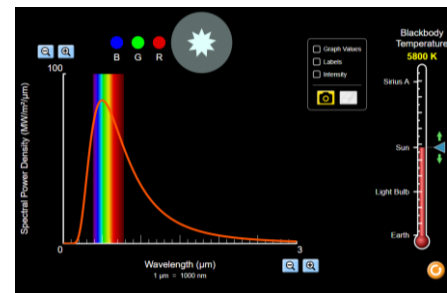 Blackbody
Temperature
5800 K
B G R
Graph Values
Labels
Intensity
100
Spectral Power Density (MW/m²/µm)
Sirius A
Sun
Light Bulb
Earth
0
3
Wavelength (µm)
1 µm = 1000 nm